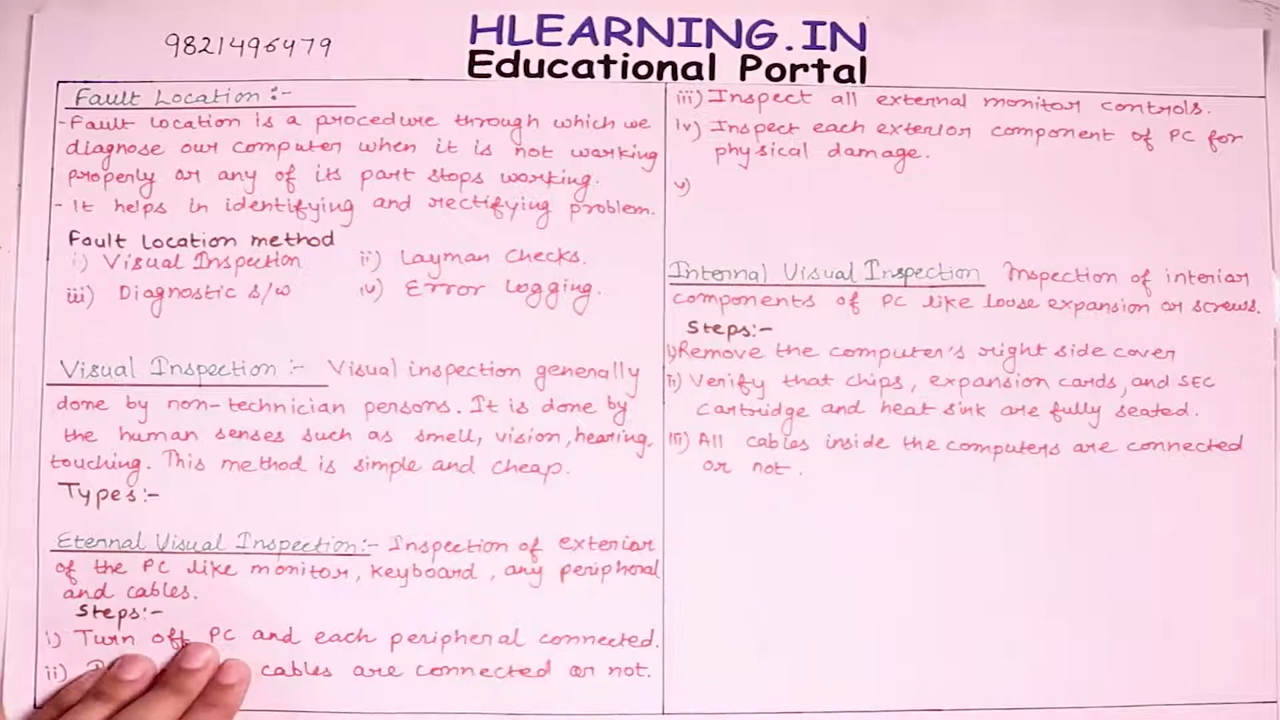 9821496479
HLEARNING.IN
Educational Portal
Fault Location :-
- Fault location is a procedure through which we
diagnose our computer when it is not working
properly or any of its part stops working.
- It helps in identifying and rectifying problem.
Fault location method
i) Visual Inspection ii) Layman Checks.
iii) Diagnostic s/w iv) Error Logging.
Visual Inspection :- Visual inspection generally
done by non-technician persons. It is done by
the human senses such as smell, vision, hearing,
touching. This method is simple and cheap.
Types:-
Eternal Visual Inspection:- Inspection of exterior
of the PC like monitor, keyboard, any peripheral
and cables.
Steps:-
i) Turn off PC and each peripheral connected.
ii) cables are connected or not.
iii) Inspect all external monitor controls.
iv) Inspect each exterior component of PC for
physical damage.
v)
Internal Visual Inspection Inspection of interior
components of PC like loose expansion or screws.
Steps:-
i) Remove the computer's right side cover
ii) Verify that chips, expansion cards, and SEC
cartridge and heat sink are fully seated.
iii) All cables inside the computers are connected
or not.